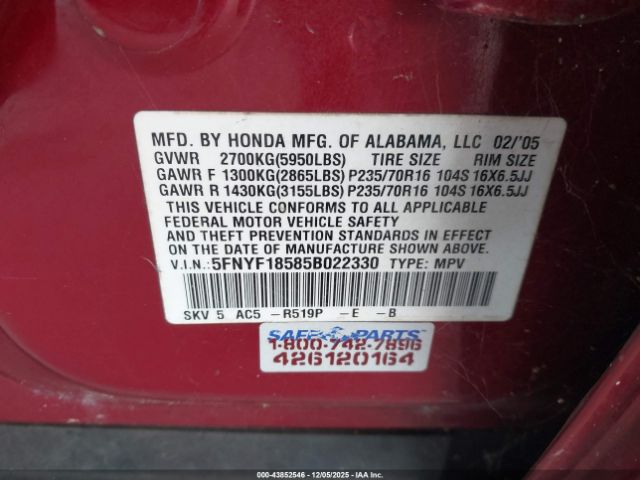 MFD. BY HONDA MFG. OF ALABAMA, LLC 02/'05
GVWR 2700KG(5950LBS) TIRE SIZE RIM SIZE
GAWR F 1300KG(2865LBS) P235/70R16 104S 16X6.5JJ
GAWR R 1430KG(3155LBS) P235/70R16 104S 16X6.5JJ
THIS VEHICLE CONFORMS TO ALL APPLICABLE
FEDERAL MOTOR VEHICLE SAFETY
AND THEFT PREVENTION STANDARDS IN EFFECT
ON THE DATE OF MANUFACTURE SHOWN ABOVE.
V.I.N.:5FNYF18585B022330 TYPE: MPV
SKV 5 AC5 -R519P -E -B
SAFE PARTS
1-800-742-7896
426120164
000-43852546 - 12/05/2025 - IAAI.COM